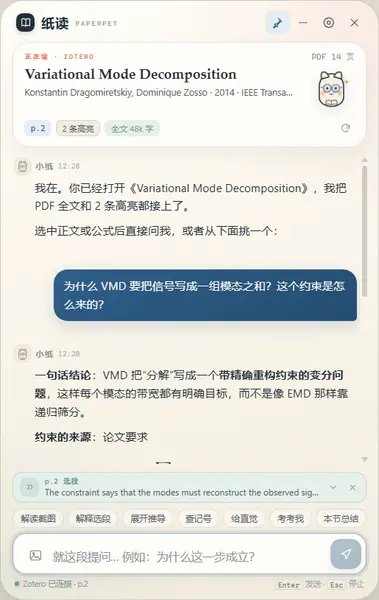 纸读 PAPERPET
正在读 · ZOTERO PDF 14 页
Variational Mode Decomposition
Konstantin Dragomiretskiy, Dominique Zosso · 2014 · IEEE Transa…
p.2 2 条高亮 全文 48k 字
小纸 12:28
我在。你已经打开《Variational Mode Decomposition》，我把
PDF 全文和 2 条高亮都接上了。
选中正文或公式后直接问我，或者从下面挑一个：
为什么 VMD 要把信号写成一组模态之和？这个约束是怎
么来的？
小纸 12:28
一句话结论：VMD 把“分解”写成一个带精确重构约束的变分问
题，这样每个模态的带宽都有明确目标，而不是像 EMD 那样靠
递归筛分。
约束的来源：论文要求
p.2 选段
The constraint says that the modes must reconstruct the observed sig…
解读截图 解释选段 展开推导 查记号 给直觉 考考我 本节总结
就这段提问… 例如：为什么这一步成立？
Zotero 已连接 · p.2 Enter 发送 · Esc 停止